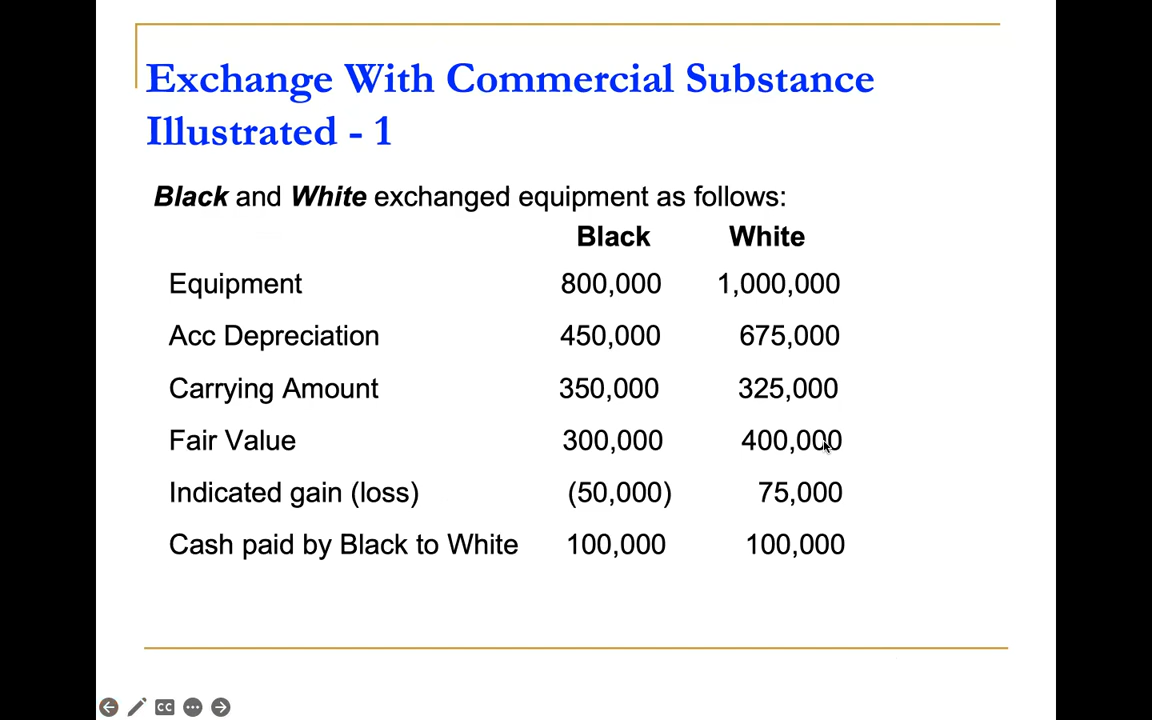 Exchange With Commercial Substance
Illustrated - 1
Black and White exchanged equipment as follows:
Black White
Equipment 800,000 1,000,000
Acc Depreciation 450,000 675,000
Carrying Amount 350,000 325,000
Fair Value 300,000 400,000
Indicated gain (loss) (50,000) 75,000
Cash paid by Black to White 100,000 100,000
CC